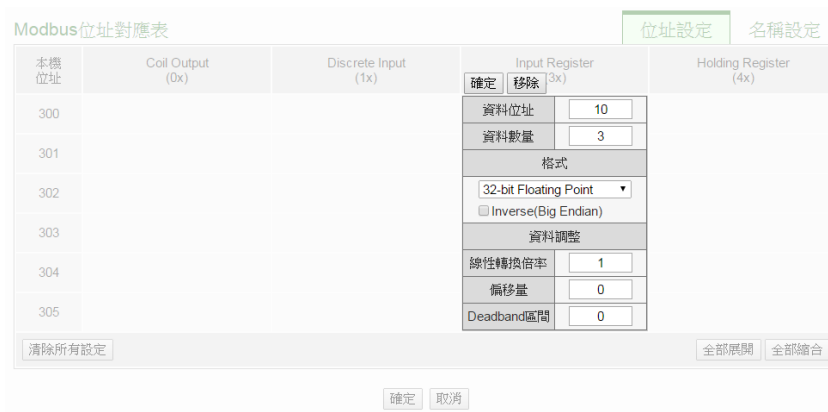 Modbus位址對應表 位址設定 名稱設定
本機 Coil Output Discrete Input Input Register Holding Register
位址 (0x) (1x) 3x) (4x)
確定 移除
300 資料位址 10
資料數量 3
301 格式
302 32-bit Floating Point
Inverse(Big Endian)
303 資料調整
304 線性轉換倍率 1
偏移量 0
305 Deadband區間 0
清除所有設定 全部展開 全部縮合
確定 取消